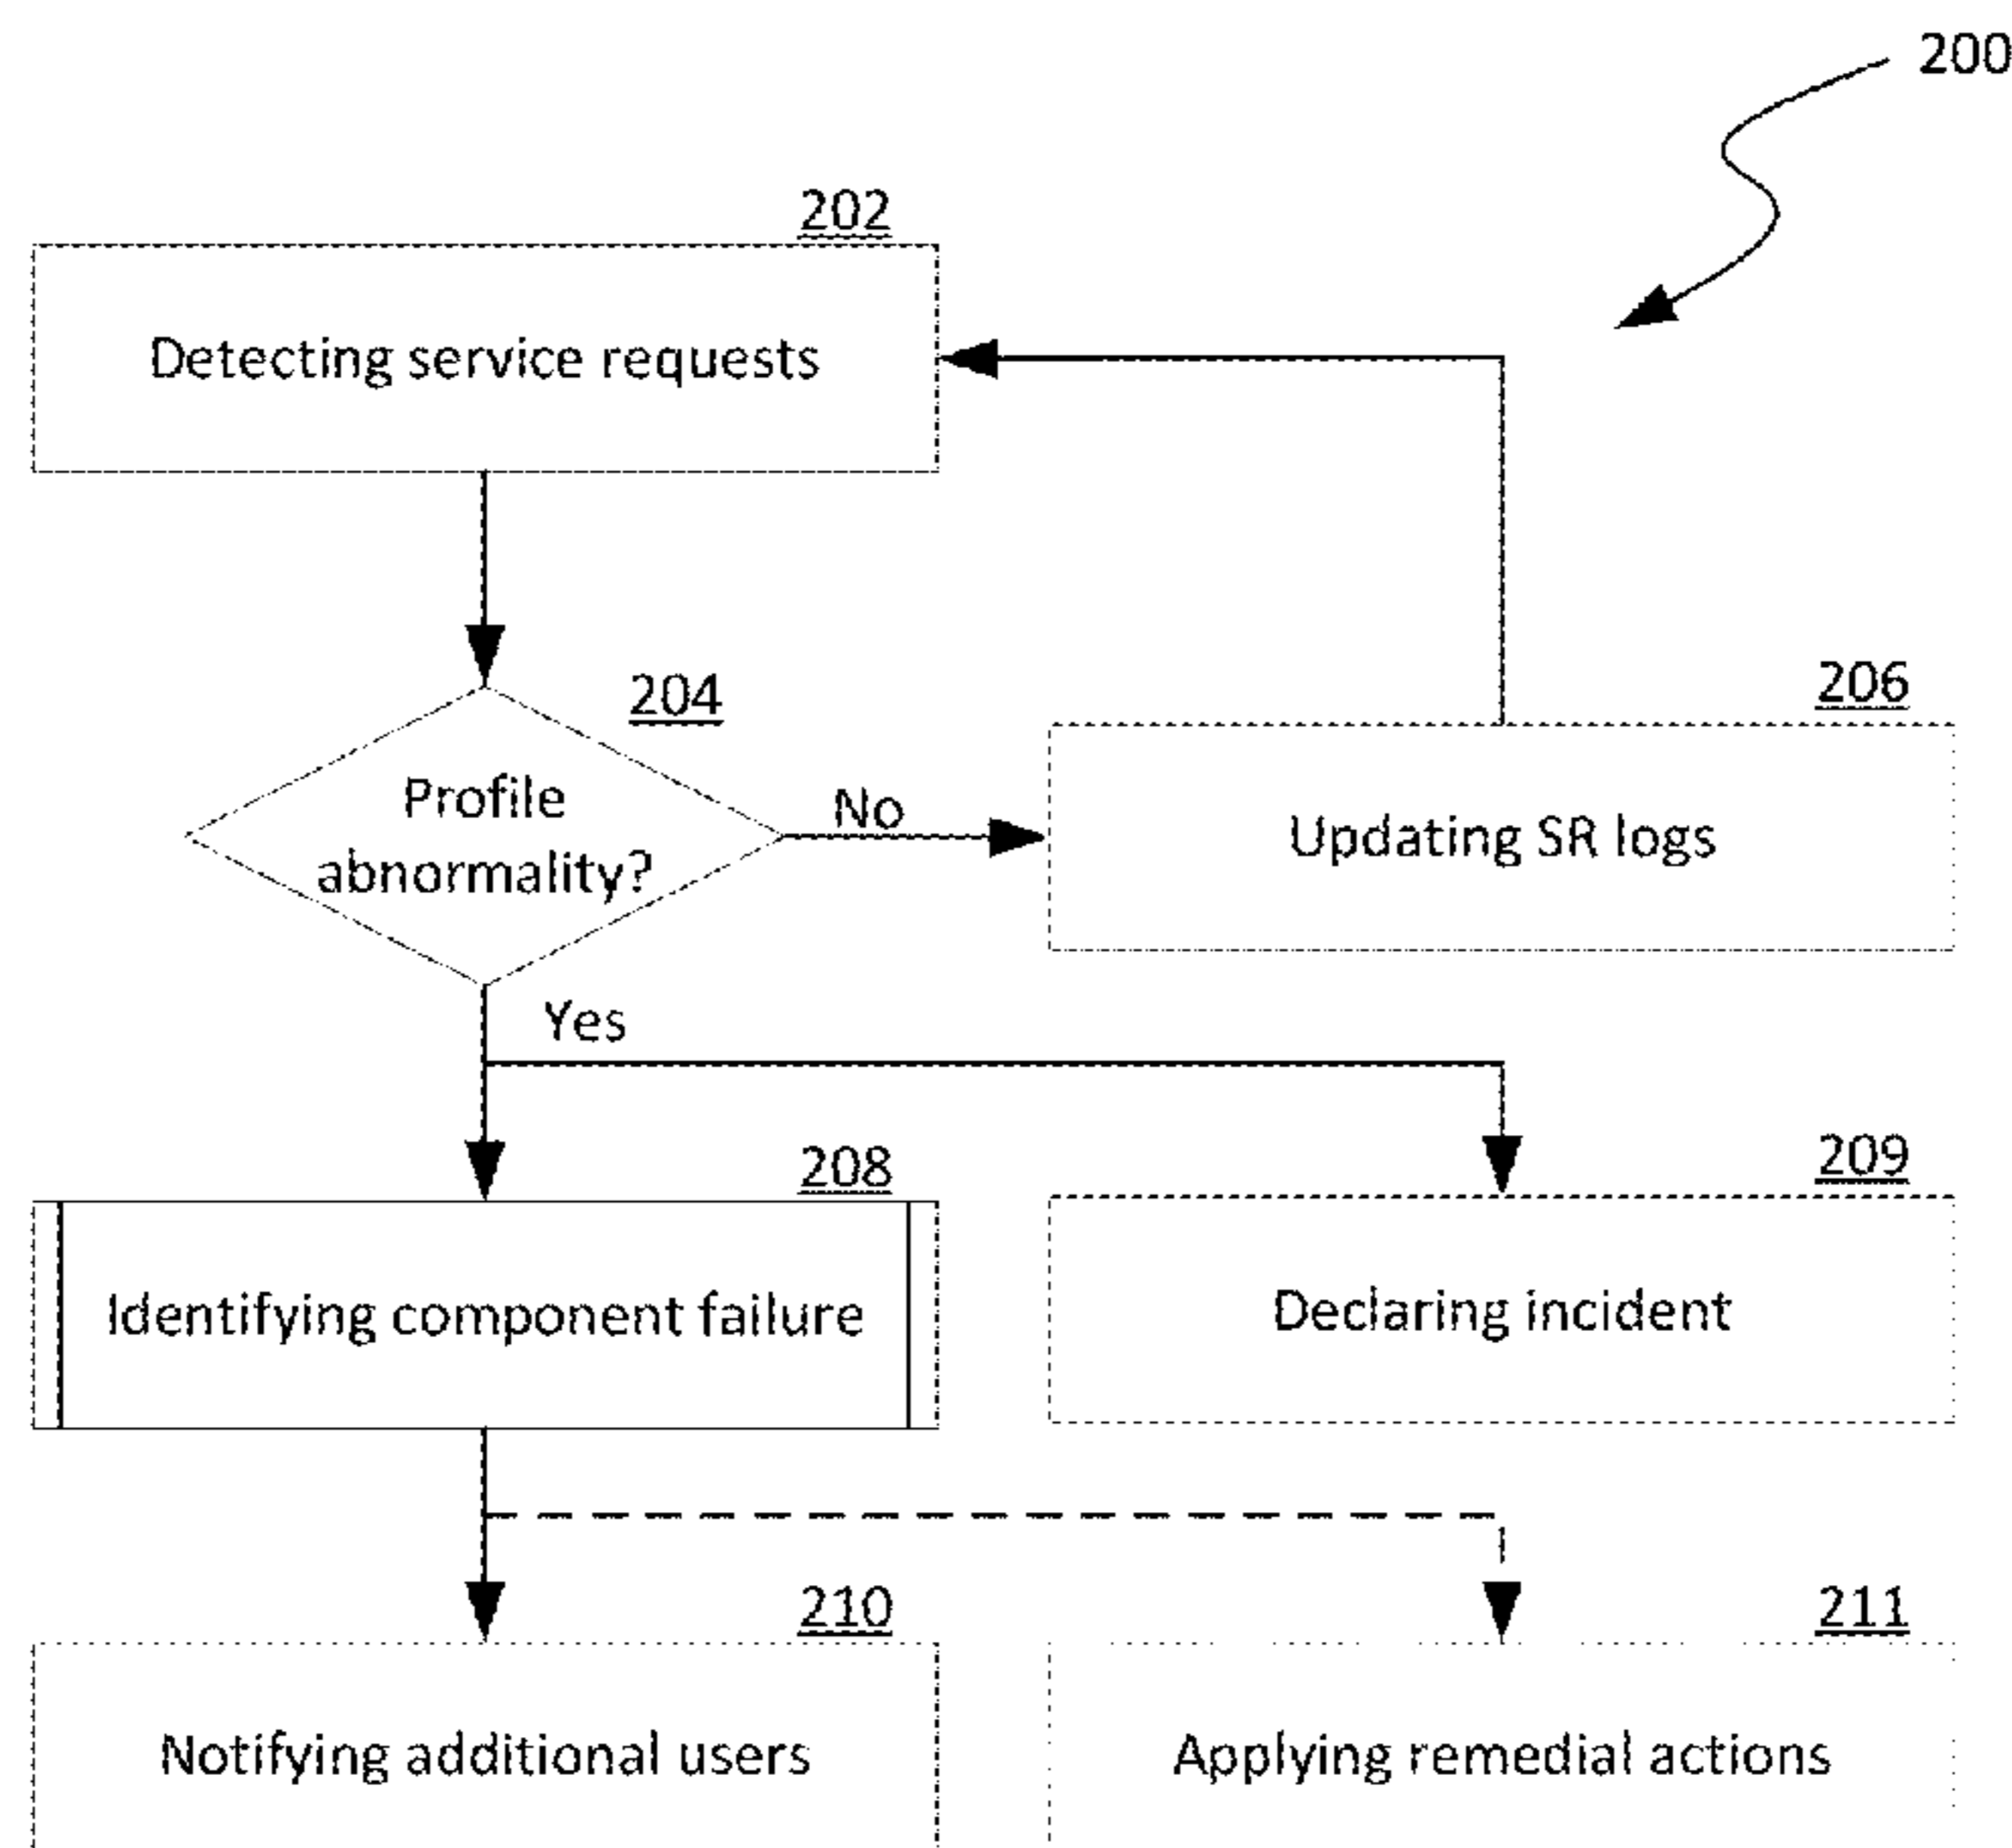 200
202
Detecting service requests
204
Profile
abnormality?
No
206
Updating SR logs
Yes
208
Identifying component failure
209
Declaring incident
210
Notifying additional users
211
Applying remedial actions